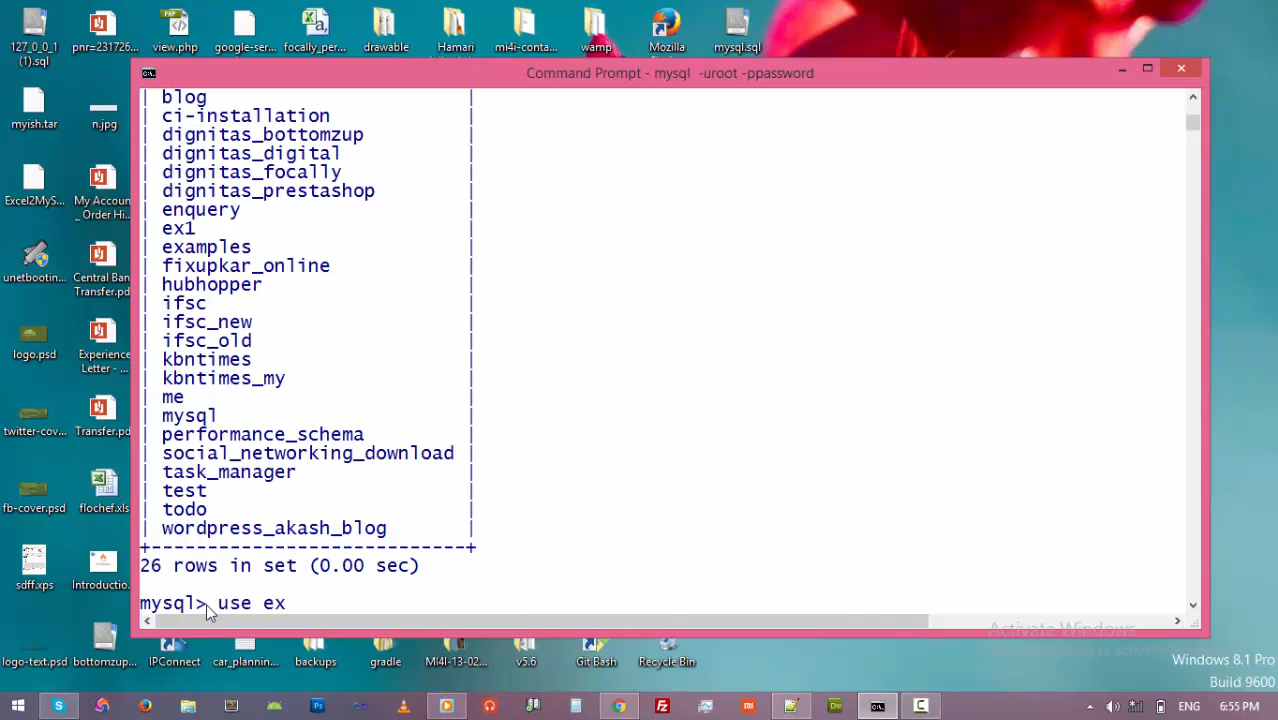 127_0_0_1 (1).sql
pnr=231726...
view.php
google-ser...
focally_per...
drawable
Hamari
mi4i-conta...
wamp
Mozilla
mysql.sql
Command Prompt - mysql -uroot -ppassword
myish.tar
n.jpg
Excel2MyS...
My Account _ Order Hi...
unetbootin...
Central Ban Transfer.pd
logo.psd
Experience Letter - ...
twitter-cov...
Transfer.pd
fb-cover.psd
flochef.xls
sdff.xps
Introductio...
| blog |
| ci-installation |
| dignitas_bottomzup |
| dignitas_digital |
| dignitas_focally |
| dignitas_prestashop |
| enquery |
| ex1 |
| examples |
| fixupkar_online |
| hubhopper |
| ifsc |
| ifsc_new |
| ifsc_old |
| kbntimes |
| kbntimes_my |
| me |
| mysql |
| performance_schema |
| social_networking_download |
| task_manager |
| test |
| todo |
| wordpress_akash_blog |
+-----------------------------+
26 rows in set (0.00 sec)
mysql> use ex
Activate Windows
logo-text.psd
bottomzup...
IPConnect
car_plannin...
backups
gradle
MI4I-13-02...
v5.6
Git Bash
Recycle Bin
Windows 8.1 Pro
Build 9600
ENG
6:55 PM